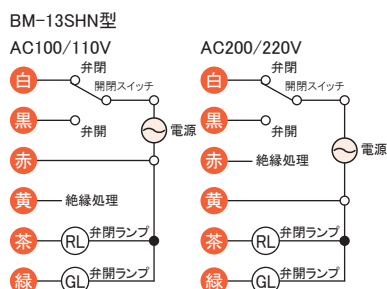 BM-13SHN型
AC100/110V
白
弁閉
開閉スイッチ
黒
弁開
電源
赤
黄
絶縁処理
茶
RL
弁閉ランプ
緑
GL
弁開ランプ
AC200/220V
白
弁閉
開閉スイッチ
黒
弁開
赤
絶縁処理
電源
黄
茶
RL
弁閉ランプ
緑
GL
弁開ランプ